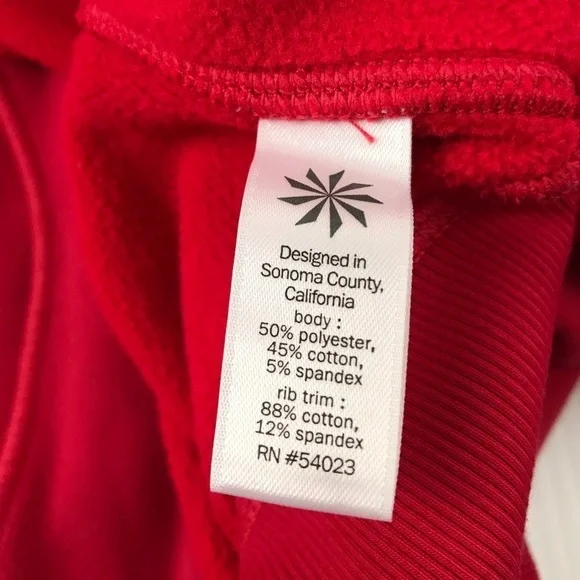 Designed in
Sonoma County,
California
body :
50% polyester,
45% cotton,
5% spandex
rib trim :
88% cotton,
12% spandex
RN #54023